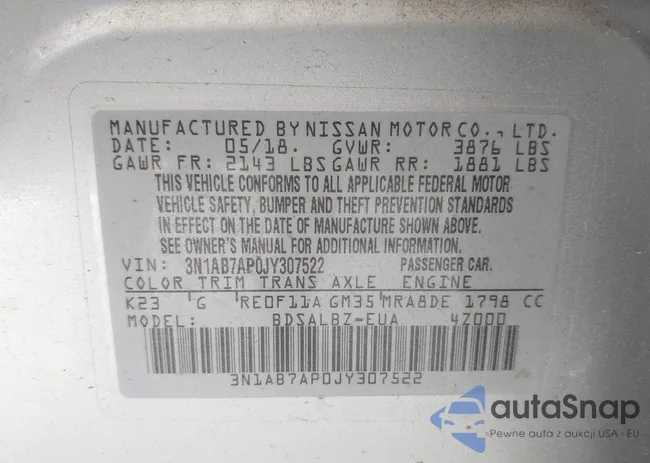 MANUFACTURED BY NISSAN MOTOR CO., LTD.
DATE: 05/18. GVWR: 3876 LBS
GAWR FR: 2143 LBS GAWR RR: 1881 LBS
THIS VEHICLE CONFORMS TO ALL APPLICABLE FEDERAL MOTOR
VEHICLE SAFETY, BUMPER AND THEFT PREVENTION STANDARDS
IN EFFECT ON THE DATE OF MANUFACTURE SHOWN ABOVE.
SEE OWNER'S MANUAL FOR ADDITIONAL INFORMATION.
VIN: 3N1AB7AP0JY307522 PASSENGER CAR.
COLOR TRIM TRANS AXLE ENGINE
K23 G RE0F11A GM35 MRA8DE 1798 CC
MODEL: BDSALBZ-EUA 4Z000
3N1AB7AP0JY307522
autaSnap
Pewne auta z aukcji USA i EU